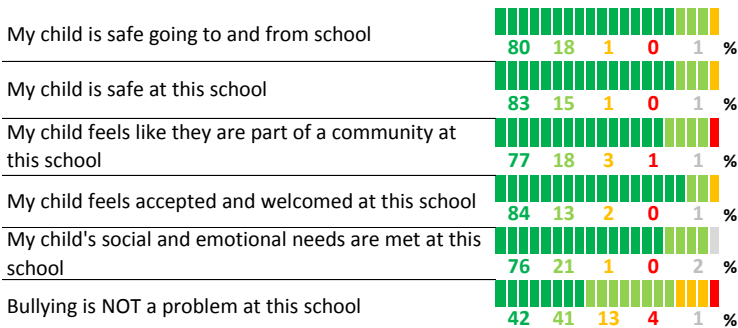 My child is safe going to and from school
80 18 1 0 1 %
My child is safe at this school
83 15 1 0 1 %
My child feels like they are part of a community at
this school
77 18 3 1 1 %
My child feels accepted and welcomed at this school
84 13 2 0 1 %
My child's social and emotional needs are met at this
school
76 21 1 0 2 %
Bullying is NOT a problem at this school
42 41 13 4 1 %